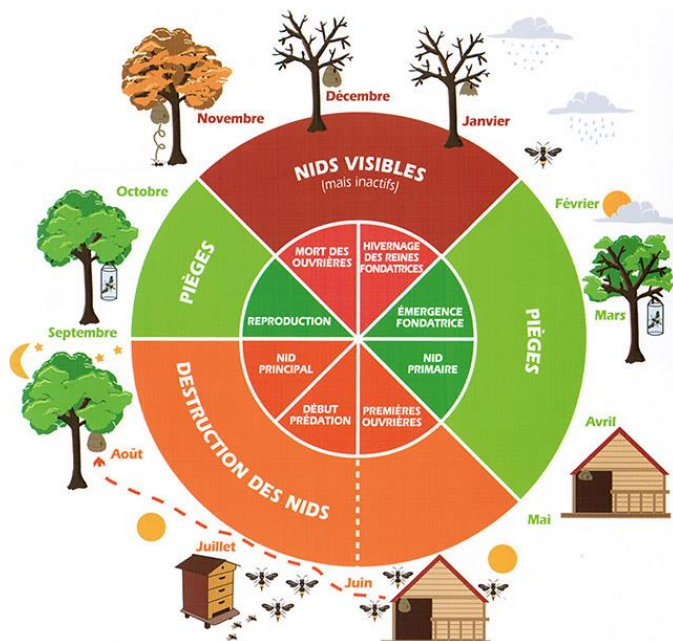 Décembre
Novembre
Janvier
NIDS VISIBLES
(mais inactifs)
Octobre
Février
PIÈGES
MORT DES
OUVRIÈRES
HIVERNAGE
DES REINES
FONDATRICES
REPRODUCTION
ÉMERGENCE
FONDATRICE
PIÈGES
Mars
Septembre
NID
PRINCIPAL
NID
PRIMAIRE
DÉBUT
PRÉDATION
PREMIÈRES
OUVRIÈRES
DESTRUCTION DES NIDS
Avril
Août
Mai
Juillet
Juin